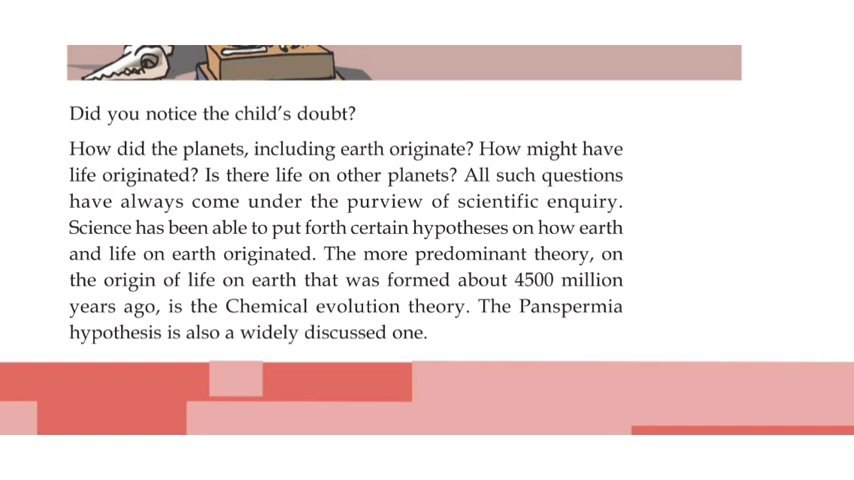 Did you notice the child's doubt?
How did the planets, including earth originate? How might have
life originated? Is there life on other planets? All such questions
have always come under the purview of scientific enquiry.
Science has been able to put forth certain hypotheses on how earth
and life on earth originated. The more predominant theory, on
the origin of life on earth that was formed about 4500 million
years ago, is the Chemical evolution theory. The Panspermia
hypothesis is also a widely discussed one.